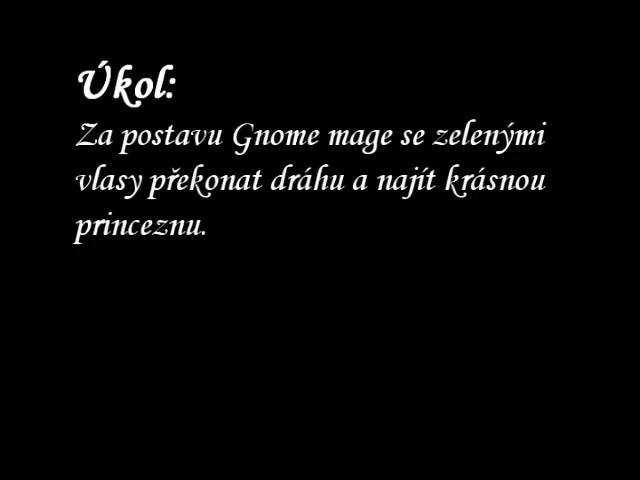 Úkol:
Za postavu Gnome mage se zelenými
vlasy překonat dráhu a najít krásnou
princeznu.